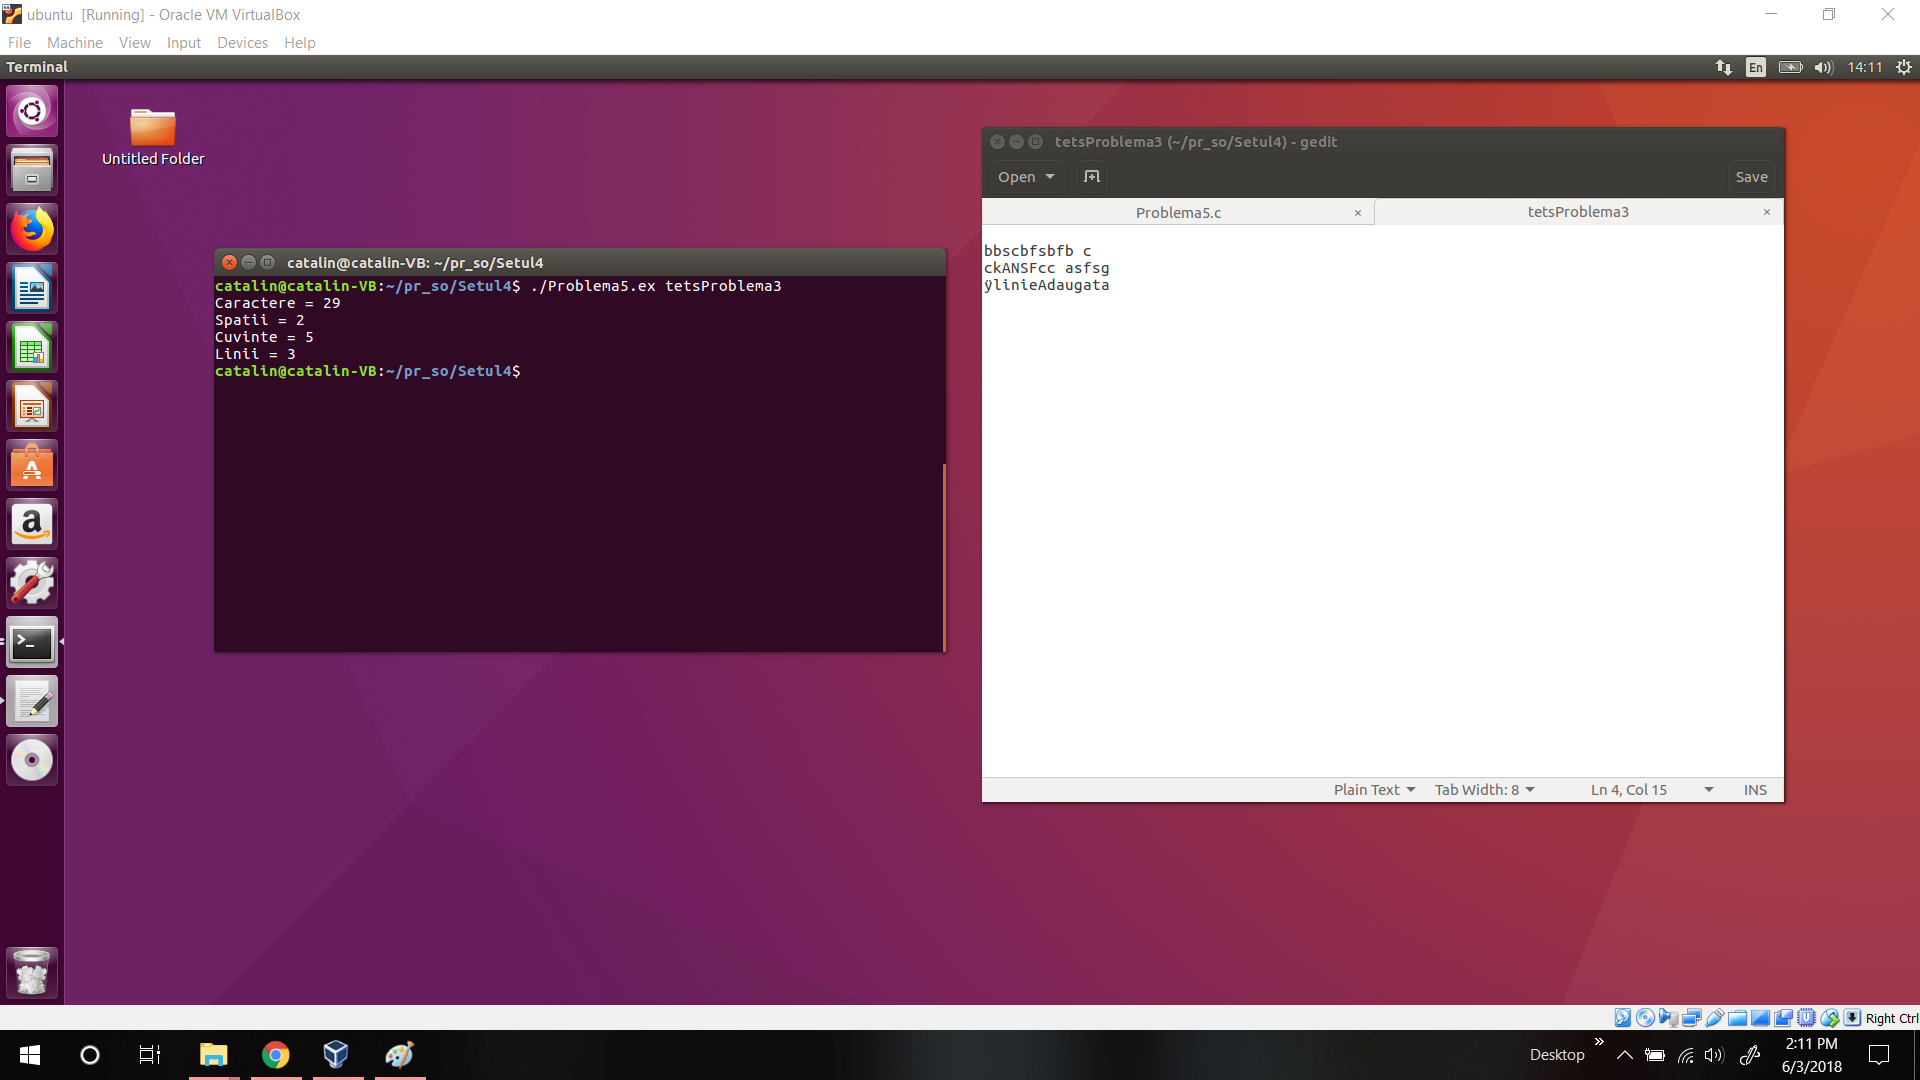 ubuntu [Running] - Oracle VM VirtualBox
File Machine View Input Devices Help
Terminal
En
14:11
Untitled Folder
tetsProblema3 (~/pr_so/Setul4) - gedit
Open
Save
Problema5.c × tetsProblema3 ×
bbscbfsbfb c
ckANSFcc asfsg
ÿlinieAdaugata
catalin@catalin-VB: ~/pr_so/Setul4
catalin@catalin-VB:~/pr_so/Setul4$ ./Problema5.ex tetsProblema3
Caractere = 29
Spatii = 2
Cuvinte = 5
Linii = 3
catalin@catalin-VB:~/pr_so/Setul4$
Plain Text Tab Width: 8 Ln 4, Col 15 INS
Right Ctrl
Desktop
2:11 PM
6/3/2018